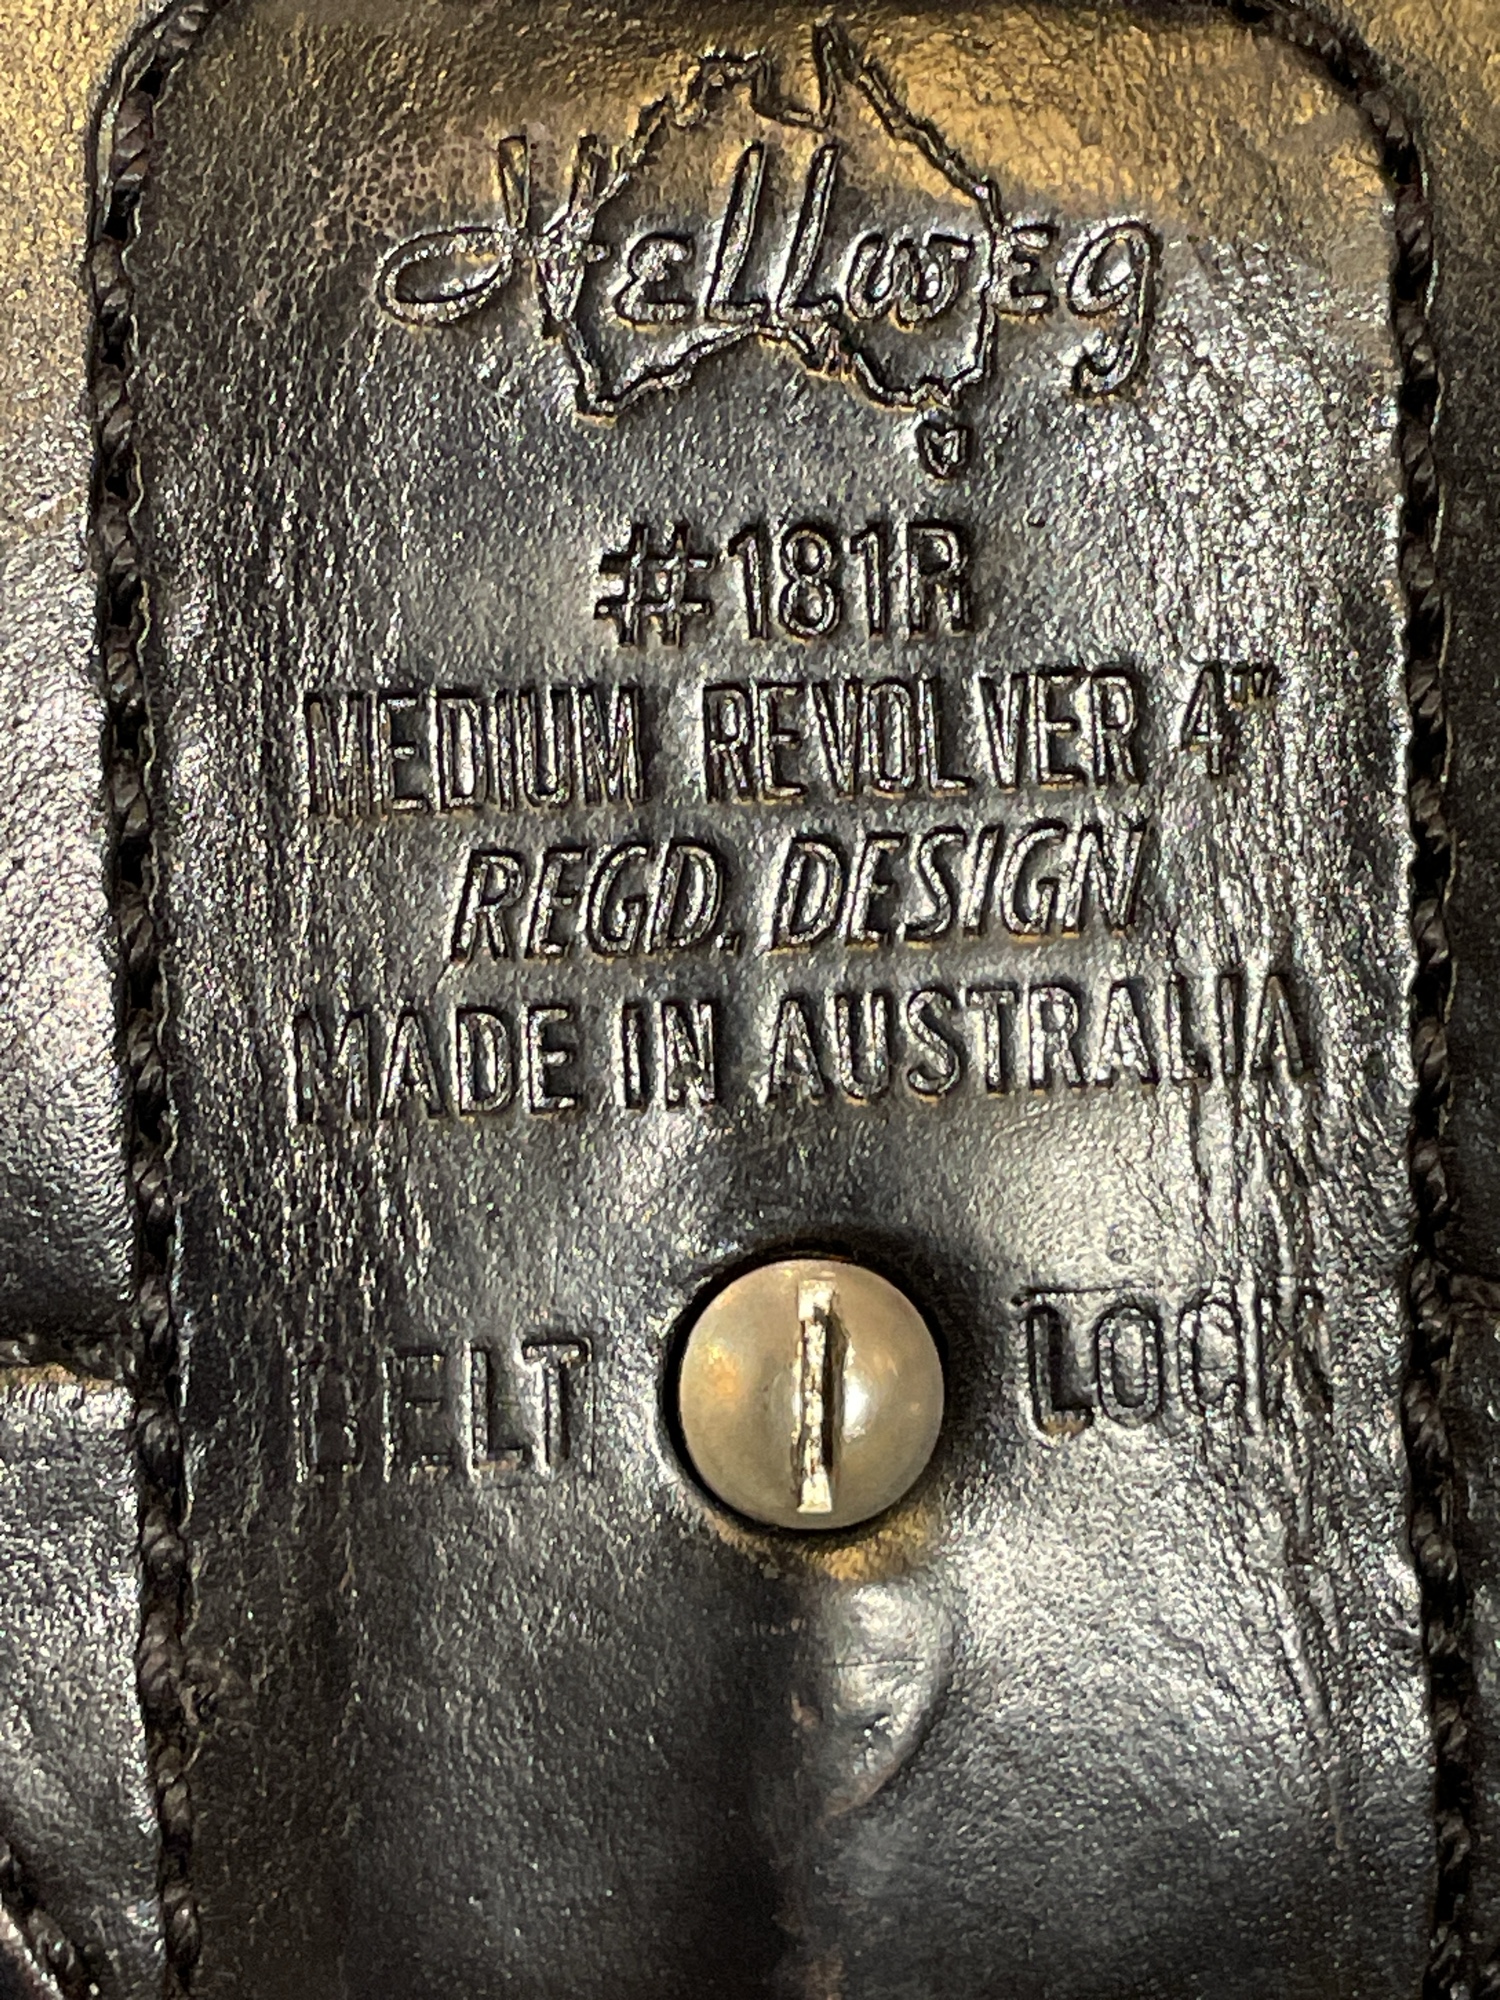 Hellweg
#181R
MEDIUM REVOLVER 4"
REGD. DESIGN
MADE IN AUSTRALIA
BELT LOCK